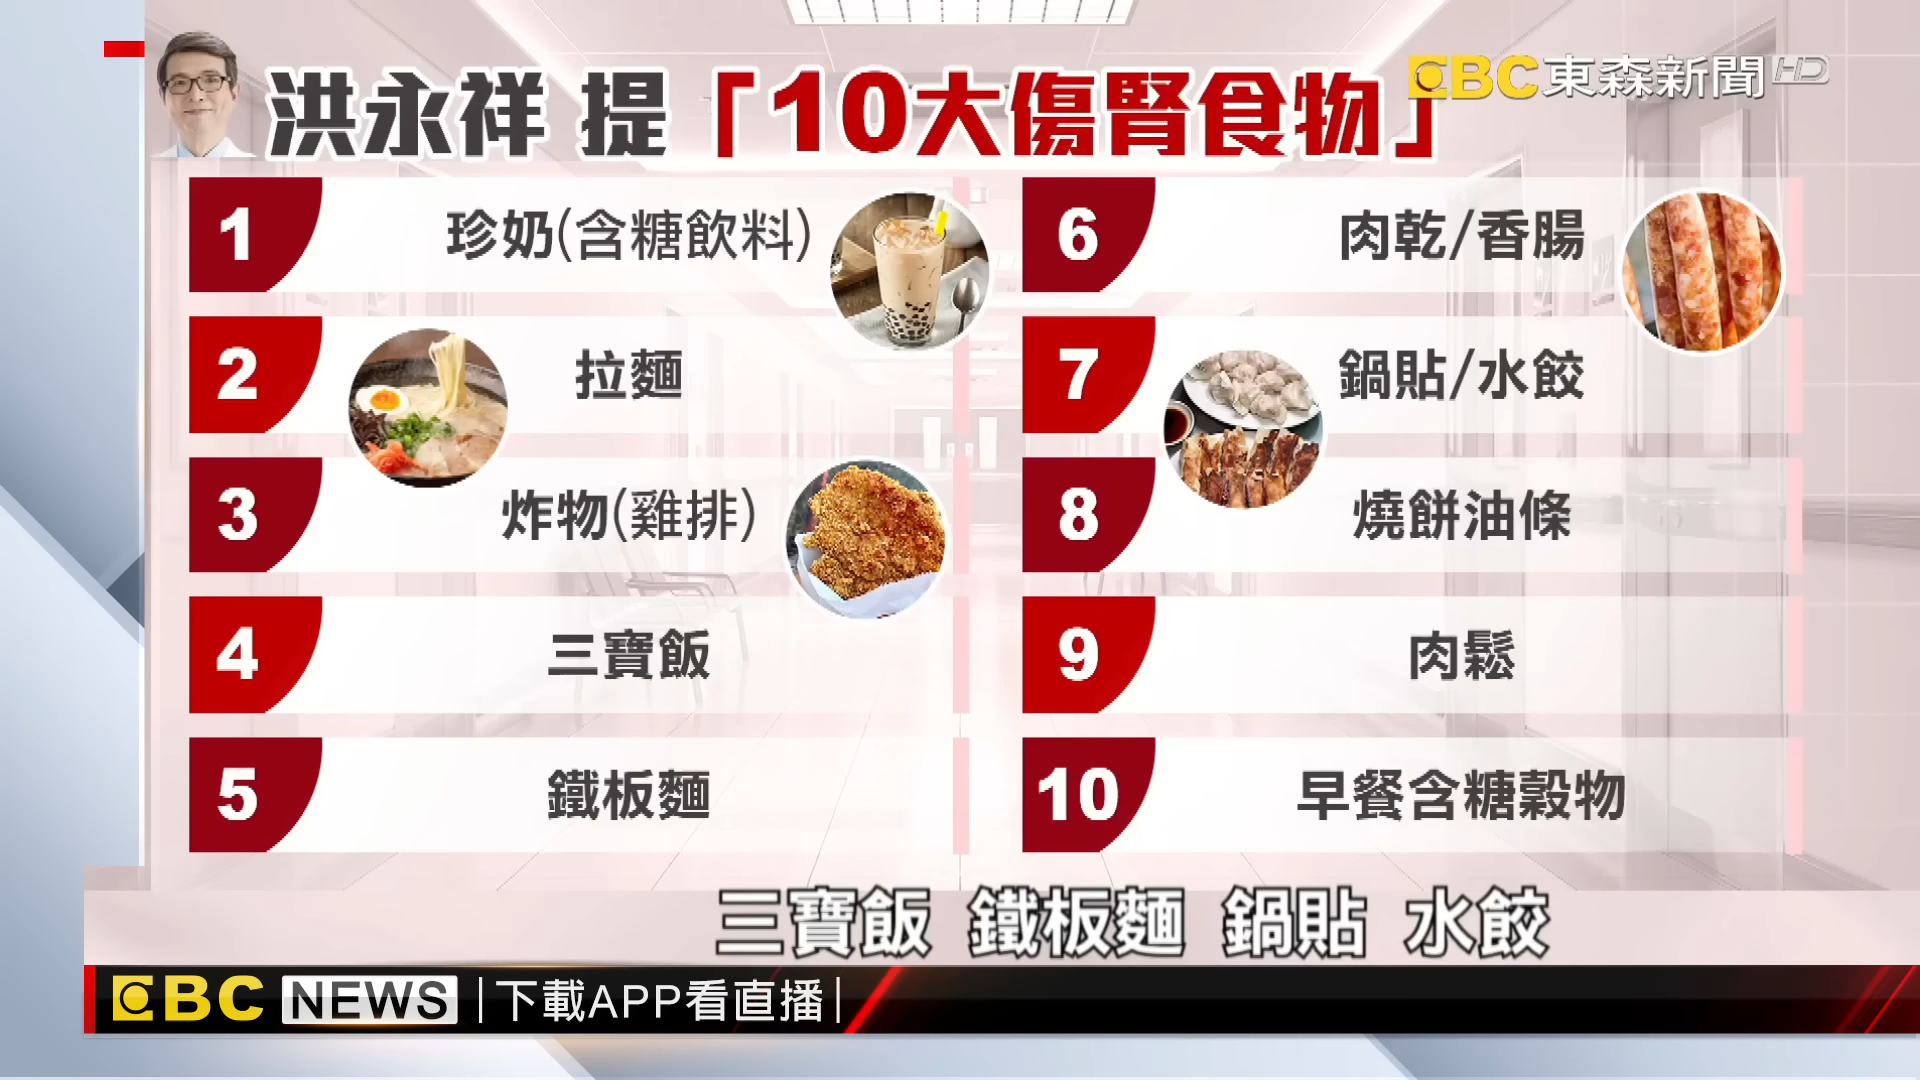 洪永祥 提「10大傷腎食物」
EBC東森新聞HD
1 珍奶(含糖飲料)
2 拉麵
3 炸物(雞排)
4 三寶飯
5 鐵板麵
6 肉乾/香腸
7 鍋貼/水餃
8 燒餅油條
9 肉鬆
10 早餐含糖穀物
三寶飯 鐵板麵 鍋貼 水餃
EBC NEWS |下載APP看直播|